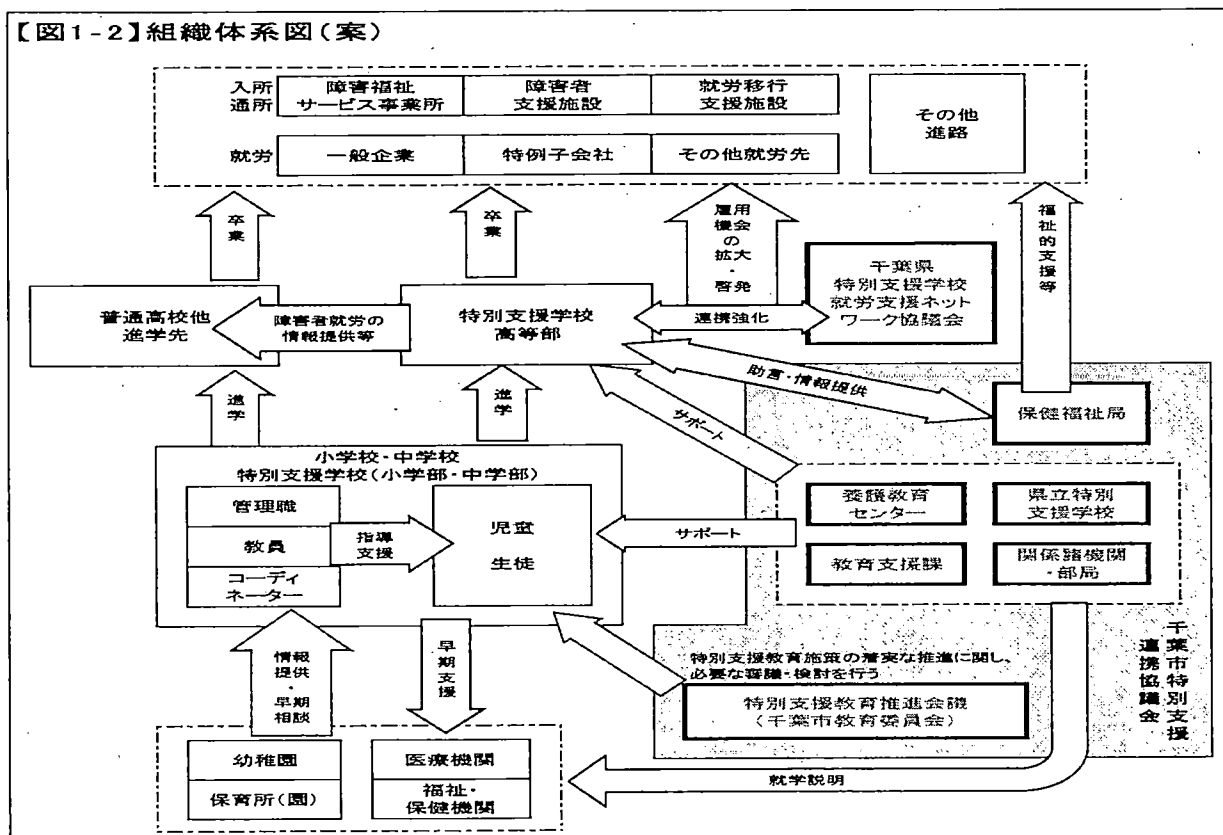 【図1-2】組織体系図(案)
入所
通所
障害福祉
サービス事業所
障害者
支援施設
就労移行
支援施設
その他
進路
就労
一般企業
特例子会社
その他就労先
卒業
卒業
雇用
機会
の
拡大
・
啓発
福祉的支援等
千葉県
特別支援学校
就労支援ネット
ワーク協議会
普通高校他
進学先
障害者就労の
情報提供等
特別支援学校
高等部
連携強化
助言・情報提供
保健福祉局
進学
進学
サポート
小学校・中学校
特別支援学校(小学部・中学部)
管理職
教員
コーディ
ネーター
指導
支援
児童
生徒
サポート
養護教育
センター
県立特別
支援学校
教育支援課
関係諸機関
・部局
千葉市特別支援
連携協議会
情報
提供
・
早期
相談
早期
支援
特別支援教育施策の着実な推進に関し、
必要な審議・検討を行う
特別支援教育推進会議
(千葉市教育委員会)
幼稚園
保育所(園)
医療機関
福祉・
保健機関
就学説明